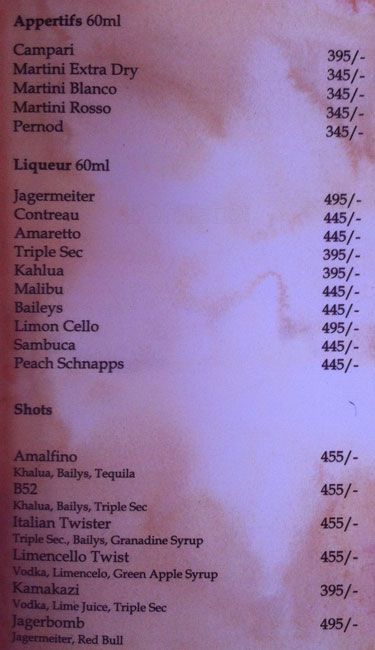 Appertifs 60ml
Campari 395/-
Martini Extra Dry 345/-
Martini Blanco 345/-
Martini Rosso 345/-
Pernod 345/-
Liqueur 60ml
Jagermeiter 495/-
Contreau 445/-
Amaretto 445/-
Triple Sec 395/-
Kahlua 395/-
Malibu 445/-
Baileys 445/-
Limon Cello 495/-
Sambuca 445/-
Peach Schnapps 445/-
Shots
Amalfino 455/-
Khalua, Bailys, Tequila
B52 455/-
Khalua, Bailys, Triple Sec
Italian Twister 455/-
Triple Sec., Bailys, Granadine Syrup
Limencello Twist 455/-
Vodka, Limencelo, Green Apple Syrup
Kamakazi 395/-
Vodka, Lime Juice, Triple Sec
Jagerbomb 495/-
Jagermeiter, Red Bull